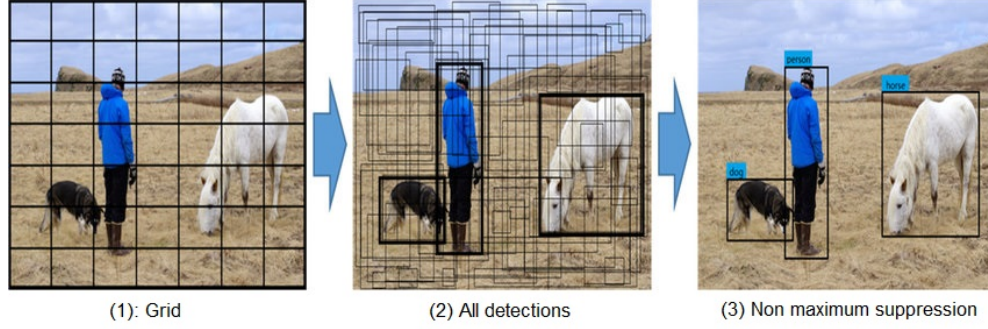 person
horse
dog
(1): Grid
(2) All detections
(3) Non maximum suppression